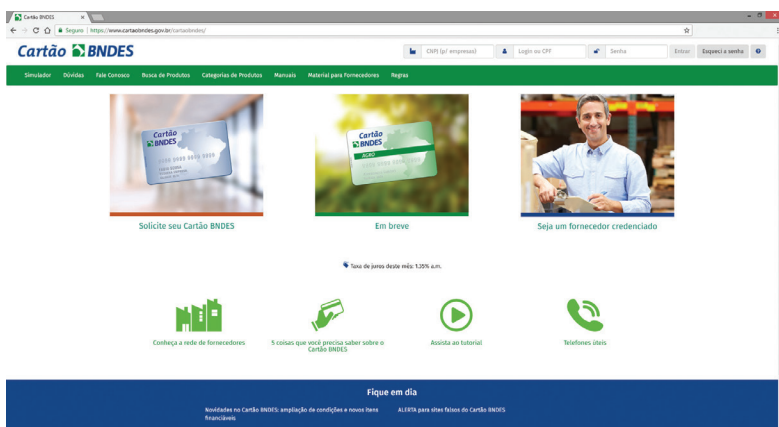 Cartão BNDES
Seguro
https://www.cartaobndes.gov.br/cartaobndes/
Cartão BNDES
CNPJ (p/ empresas)
Login ou CPF
Senha
Entrar
Esqueci a senha
Simulador
Dúvidas
Fale Conosco
Busca de Produtos
Categorias de Produtos
Manuais
Material para Fornecedores
Regras
Cartão
BNDES
Cartão
BNDES
AGRO
Solicite seu Cartão BNDES
Em breve
Seja um fornecedor credenciado
Taxa de juros deste mês: 1.35% a.m.
Conheça a rede de fornecedores
5 coisas que você precisa saber sobre o
Cartão BNDES
Assista ao tutorial
Telefones úteis
Fique em dia
Novidades no Cartão BNDES: ampliação de condições e novos itens
financiáveis
ALERTA para sites falsos do Cartão BNDES